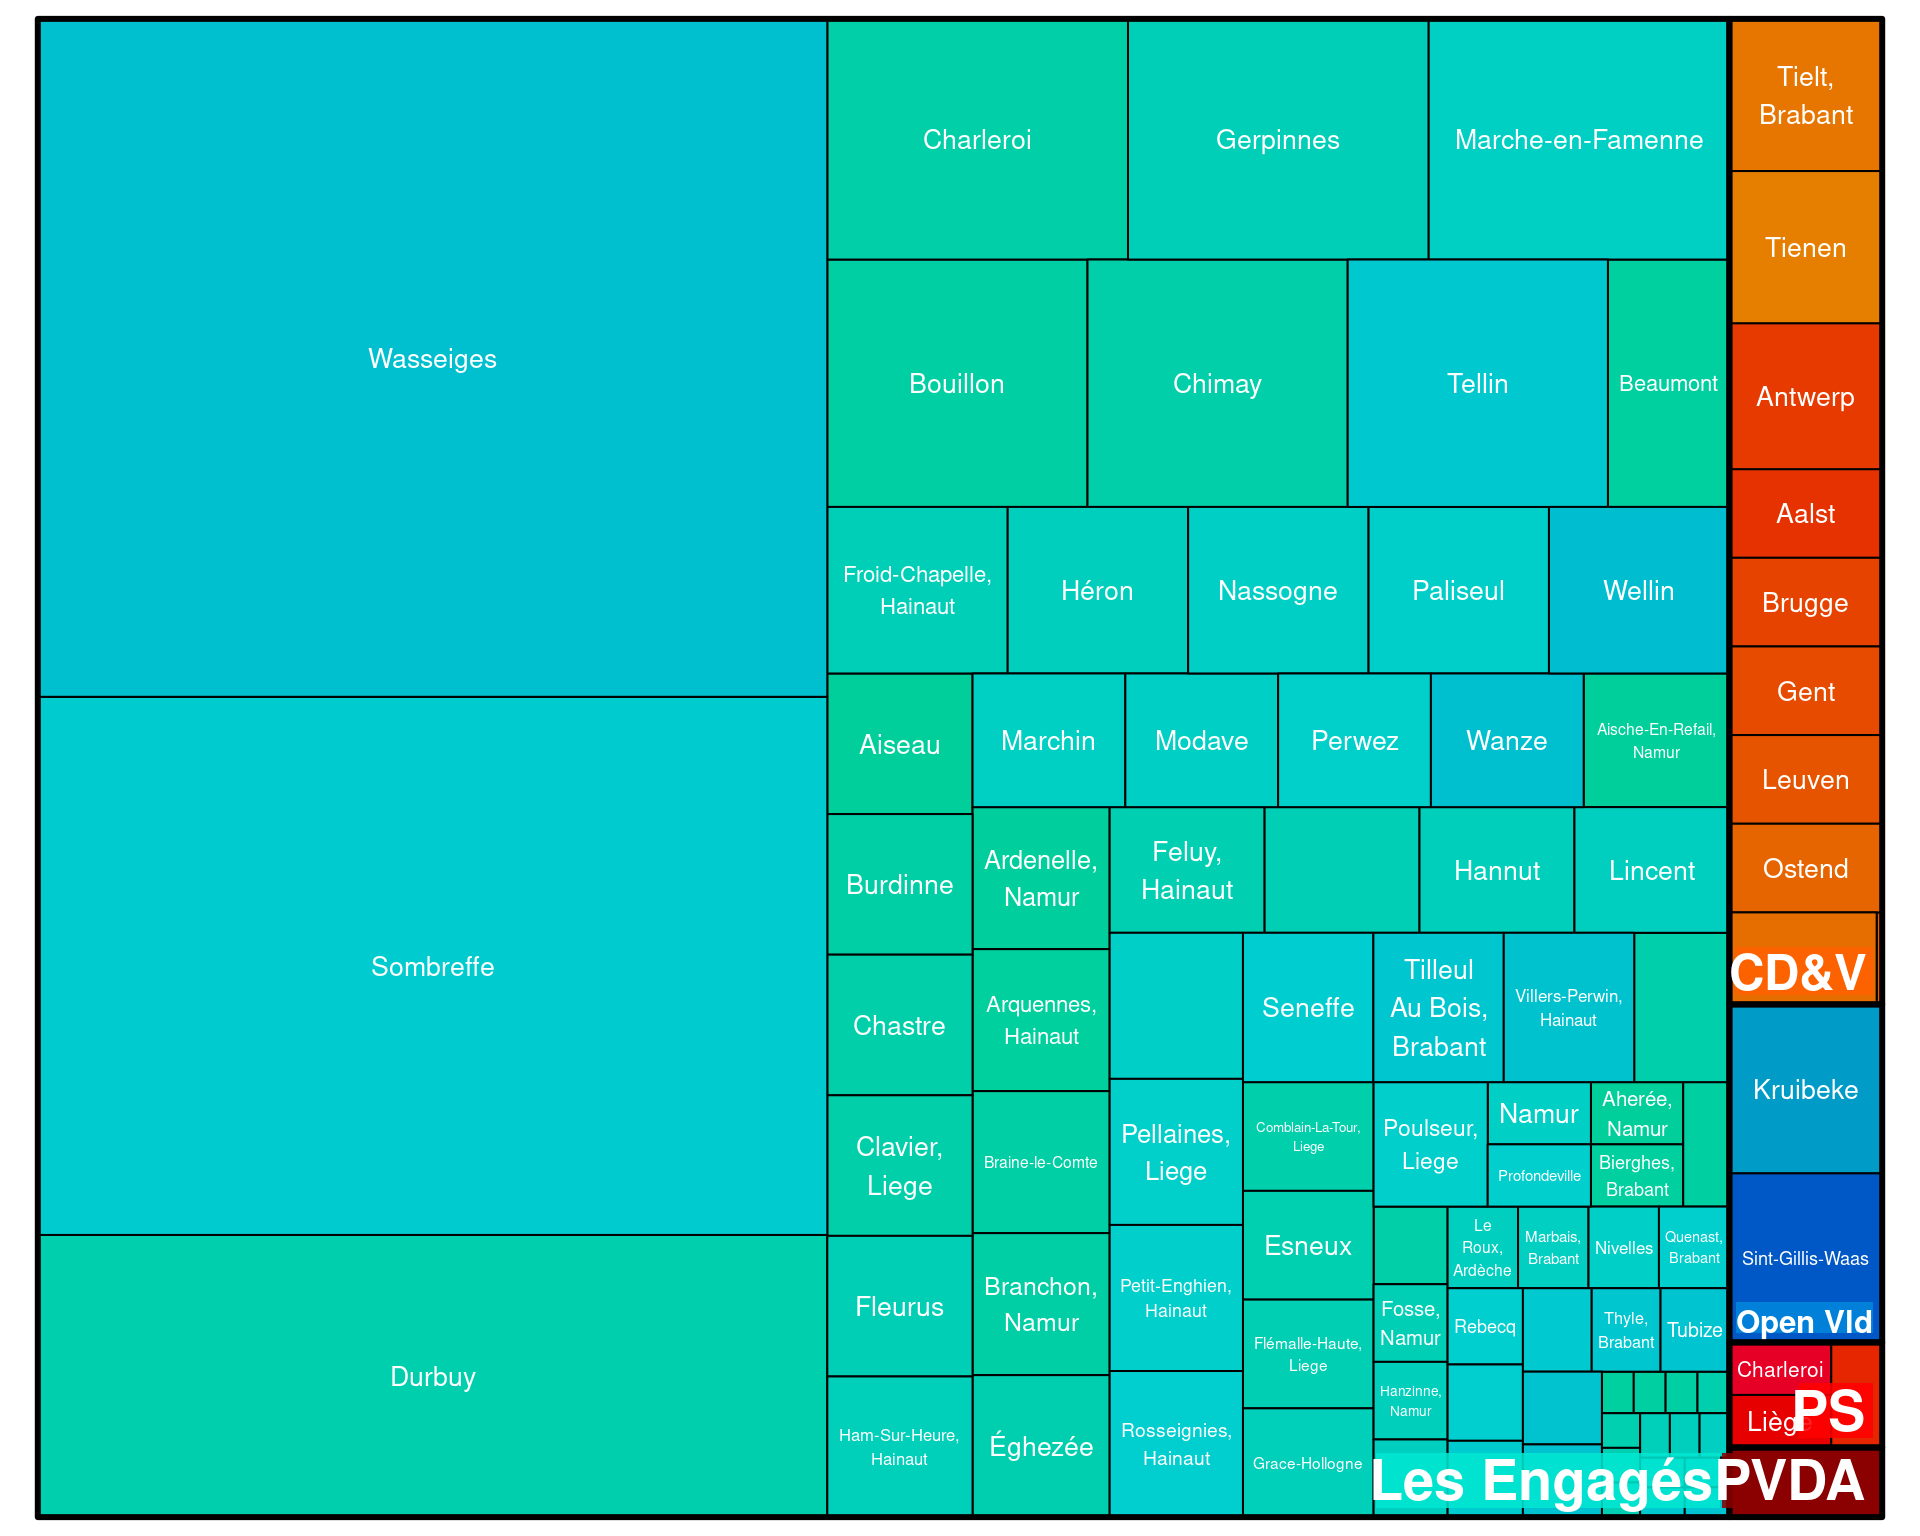 Wasseiges
Sombreffe
Durbuy
Charleroi
Gerpinnes
Marche-en-Famenne
Bouillon
Chimay
Tellin
Beaumont
Froid-Chapelle,
Hainaut
Héron
Nassogne
Paliseul
Wellin
Aiseau
Marchin
Modave
Perwez
Wanze
Aische-En-Refail,
Namur
Burdinne
Ardenelle,
Namur
Feluy,
Hainaut
Hannut
Lincent
Chastre
Arquennes,
Hainaut
Seneffe
Tilleul
Au Bois,
Brabant
Villers-Perwin,
Hainaut
Clavier,
Liege
Braine-le-Comte
Pellaines,
Liege
Comblain-La-Tour,
Liege
Poulseur,
Liege
Namur
Profondeville
Aherée,
Namur
Bierghes,
Brabant
Fleurus
Branchon,
Namur
Petit-Enghien,
Hainaut
Esneux
Le
Roux,
Ardèche
Marbais,
Brabant
Nivelles
Quenast,
Brabant
Flémalle-Haute,
Liege
Fosse,
Namur
Rebecq
Thyle,
Brabant
Tubize
Ham-Sur-Heure,
Hainaut
Éghezée
Rosseignies,
Hainaut
Grace-Hollogne
Hanzinne,
Namur
Les Engagés
Tielt,
Brabant
Tienen
Antwerp
Aalst
Brugge
Gent
Leuven
Ostend
CD&V
Kruibeke
Sint-Gillis-Waas
Open Vld
Charleroi
Liège
PS
PVDA